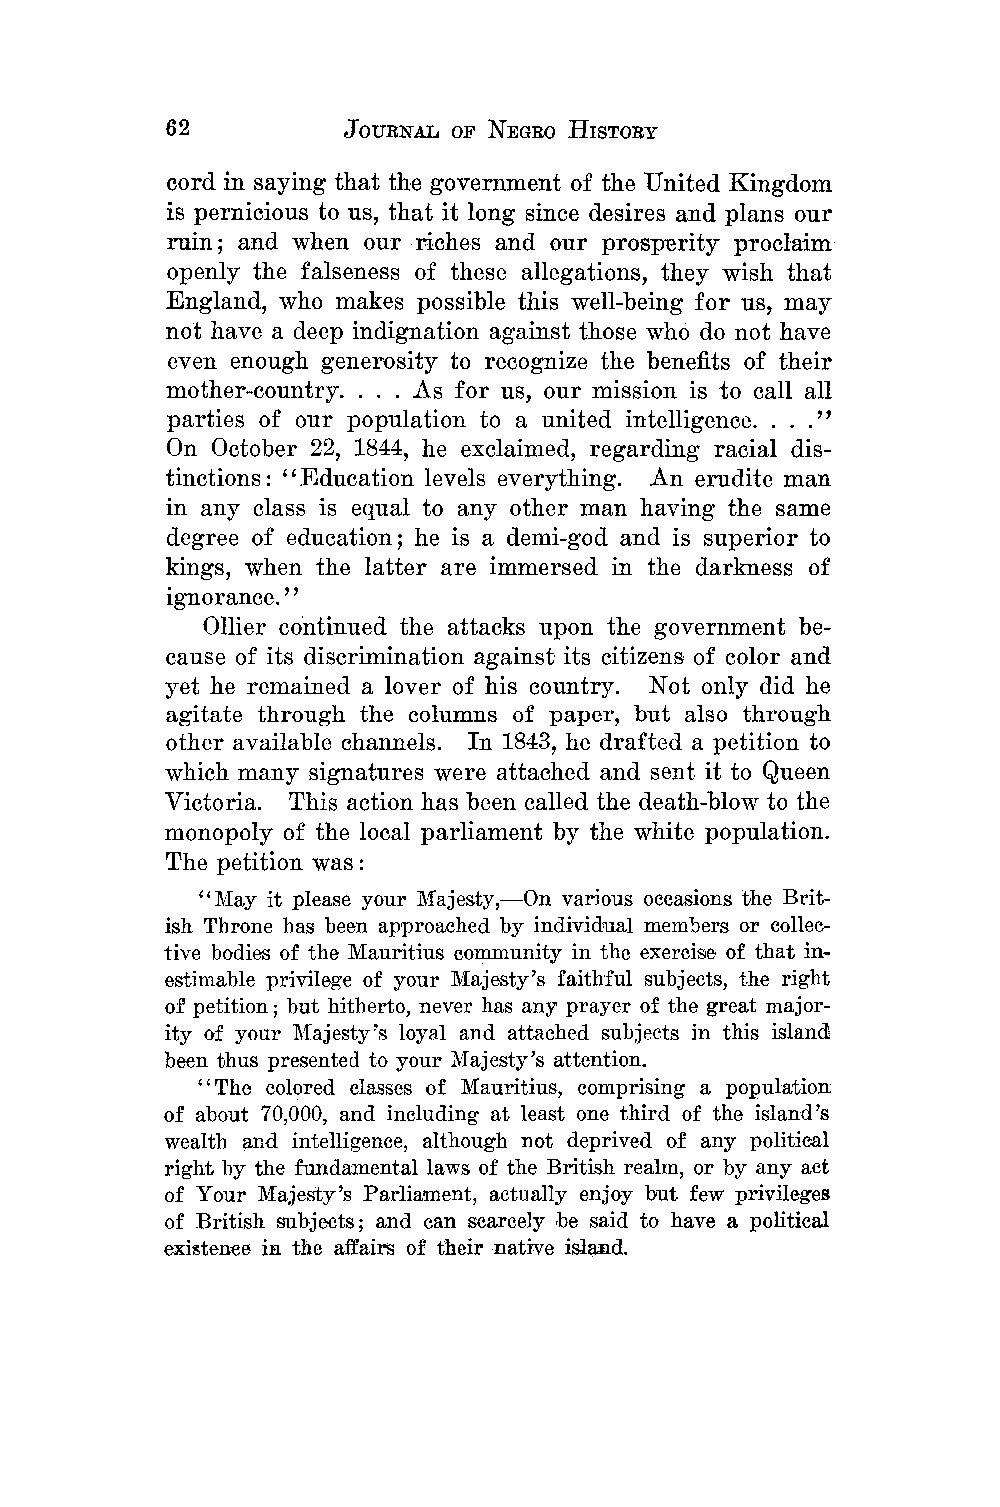 62 JOURNAL OF NEGRO HISTORY
cord in saying that the government of the United Kingdom
is pernicious to us, that it long since desires and plans our
ruin; and when our riches and our prosperity proclaim
openly the falseness of these allegations, they wish that
England, who makes possible this well-being for us, may
not have a deep indignation against those who do not have
even enough generosity to recognize the benefits of their
mother-country. . . . As for us, our mission is to call all
parties of our population to a united intelligence. . . .''
On October 22, 1844, he exclaimed, regarding racial dis-
tinctions: ''Education levels everything. An erudite man
in any class is equal to any other man having the same
degree of education; he is a demi-god and is superior to
kings, when the latter are immersed in the darkness of
ignorance.''
Ollier continued the attacks upon the government be-
cause of its discrimination against its citizens of color and
yet he remained a lover of his country. Not only did he
agitate through the columns of paper, but also through
other available channels. In 1843, he drafted a petition to
which many signatures were attached and sent it to Queen
Victoria. This action has been called the death-blow to the
monopoly of the local parliament by the white population.
The petition was:
''May it please your Majesty,—On various occasions the Brit-
ish Throne has been approached by individual members or collec-
tive bodies of the Mauritius community in the exercise of that in-
estimable privilege of your Majesty's faithful subjects, the right
of petition; but hitherto, never has any prayer of the great major-
ity of your Majesty's loyal and attached subjects in this island
been thus presented to your Majesty's attention.
''The colored classes of Mauritius, comprising a population
of about 70,000, and including at least one third of the island's
wealth and intelligence, although not deprived of any political
right by the fundamental laws of the British realm, or by any act
of Your Majesty's Parliament, actually enjoy but few privileges
of British subjects; and can scarcely be said to have a political
existence in the affairs of their native island.